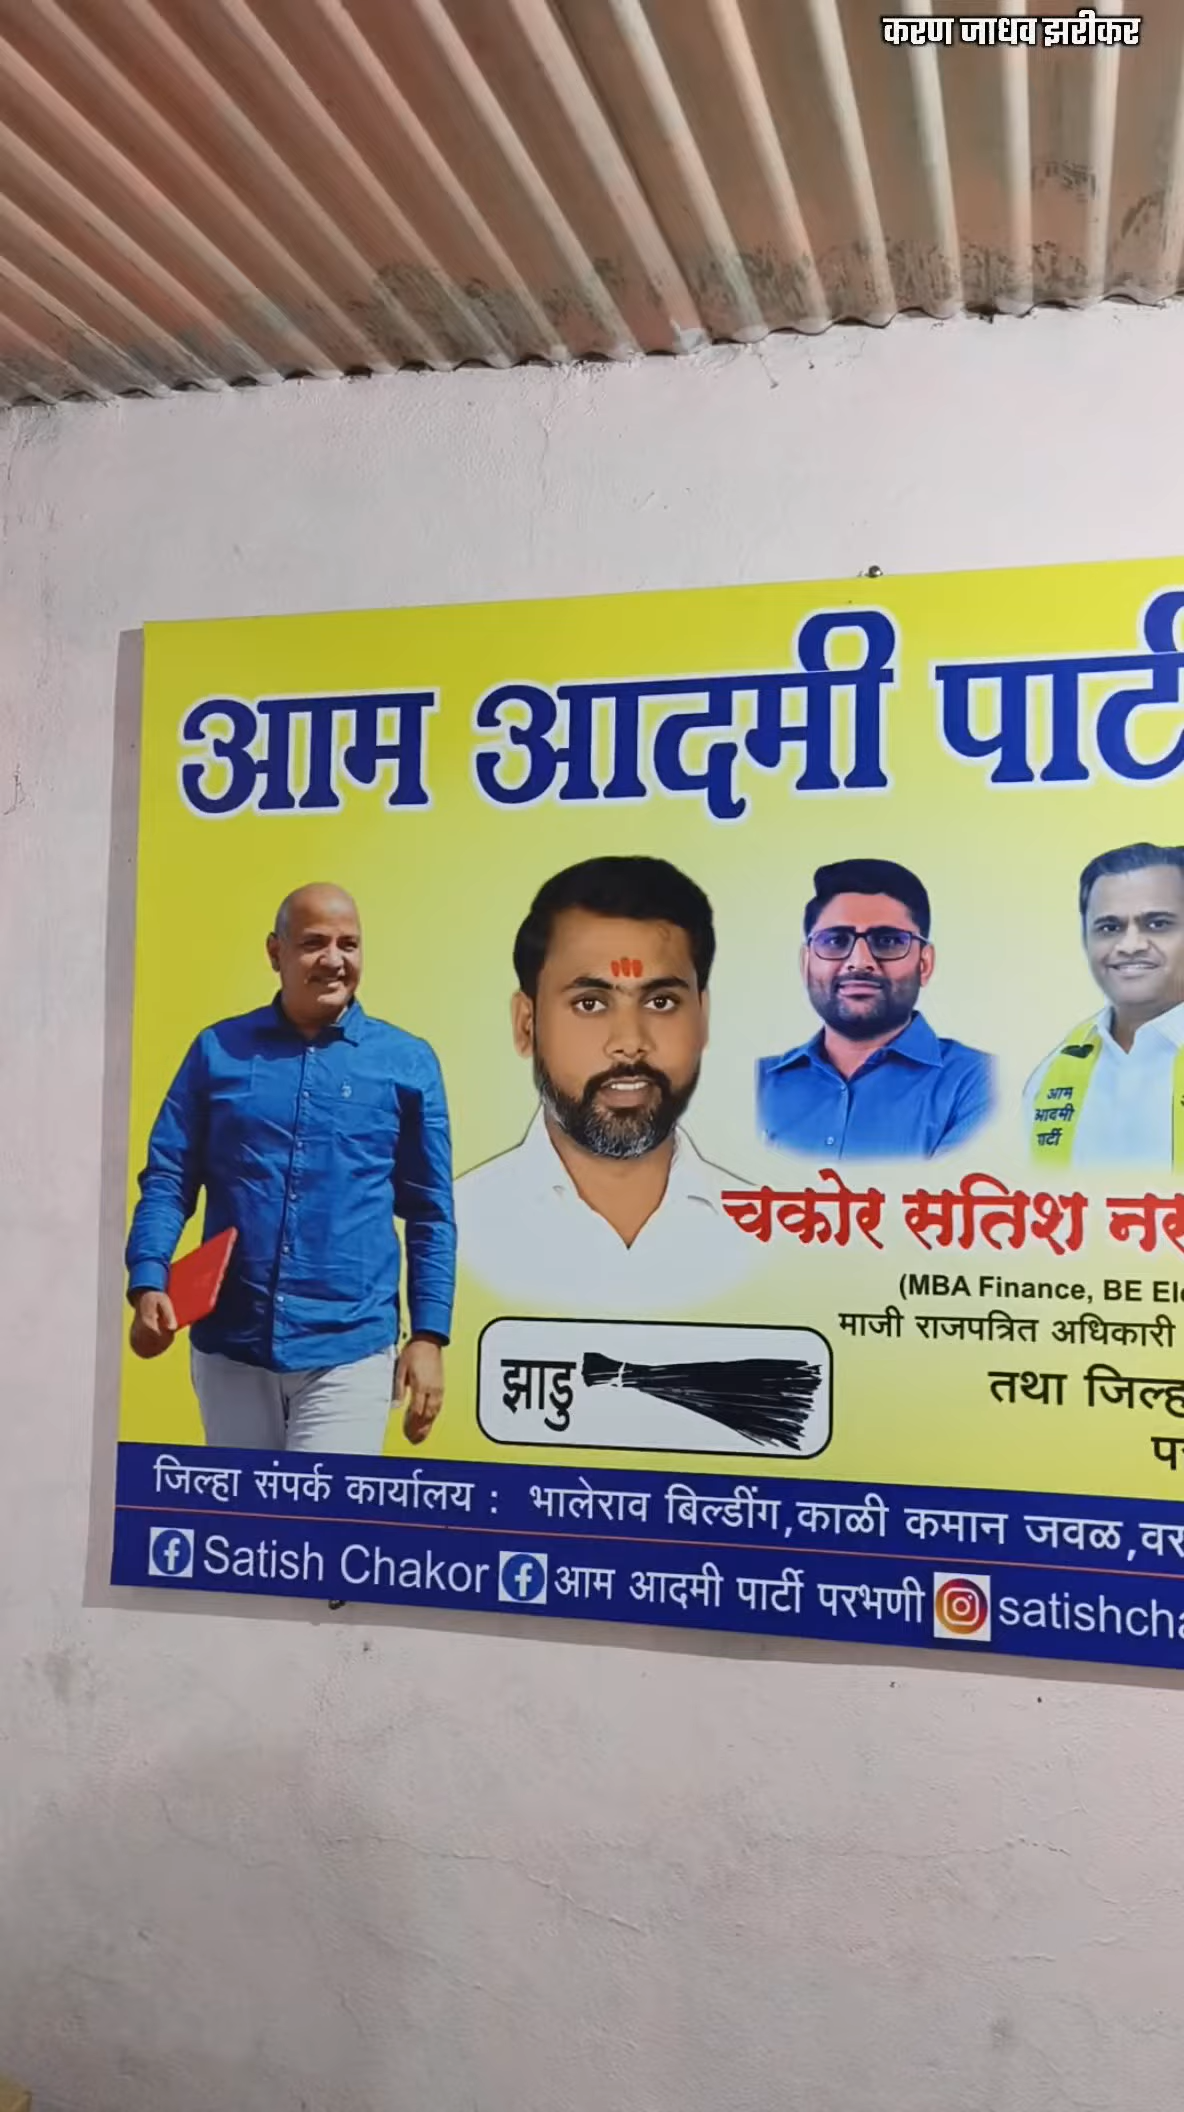 करण जाधव झरीकर
आम आदमी पार्टी
आम
आदमी
पार्टी
चकोर सतिश
(MBA Finance, BE
माजी राजपत्रित अधिकारी
तथा
झाडु
जिल्हा संपर्क कार्यालय : भालेराव बिल्डींग,काळी कमान जवळ,
Satish Chakor आम आदमी पार्टी परभणी